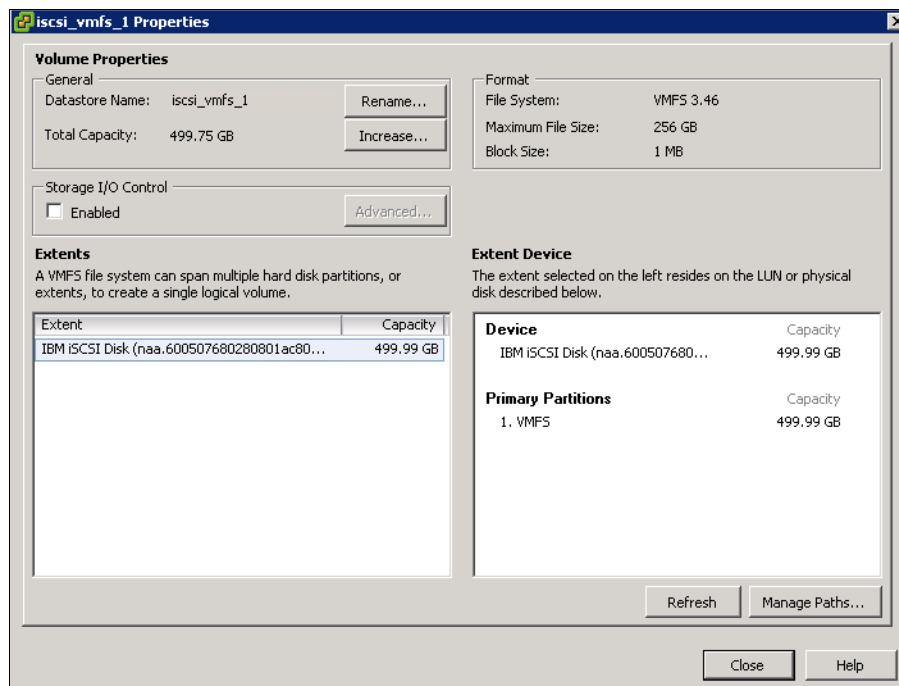 iscsi_vmfs_1 Properties
Volume Properties
General
Datastore Name: iscsi_vmfs_1 Rename...
Total Capacity: 499.75 GB Increase...
Format
File System: VMFS 3.46
Maximum File Size: 256 GB
Block Size: 1 MB
Storage I/O Control
Enabled Advanced...
Extents
A VMFS file system can span multiple hard disk partitions, or
extents, to create a single logical volume.
Extent Capacity
IBM iSCSI Disk (naa.600507680280801ac80... 499.99 GB
Extent Device
The extent selected on the left resides on the LUN or physical
disk described below.
Device Capacity
IBM iSCSI Disk (naa.600507680... 499.99 GB
Primary Partitions Capacity
1. VMFS 499.99 GB
Refresh Manage Paths...
Close Help